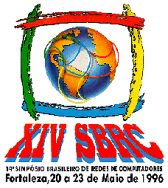 XIV SBRC
14º SIMPÓSIO BRASILEIRO DE REDES DE COMPUTADORES
Fortaleza,20 a 23 de Maio de 1996